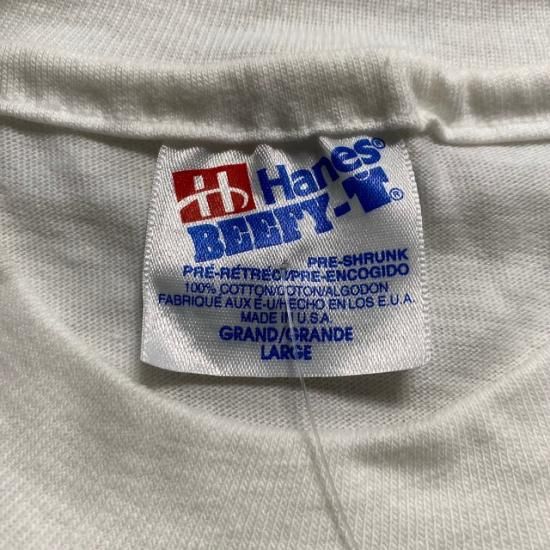 H Hanes®
BEEFY-T®
PRE-SHRUNK
PRÉ-RÉTRÉCI/PRE-ENCOGIDO
100% COTTON/COTON/ALGODON
FABRIQUÉ AUX É-U/HECHO EN LOS E.U.A.
MADE IN U.S.A.
GRAND/GRANDE
LARGE